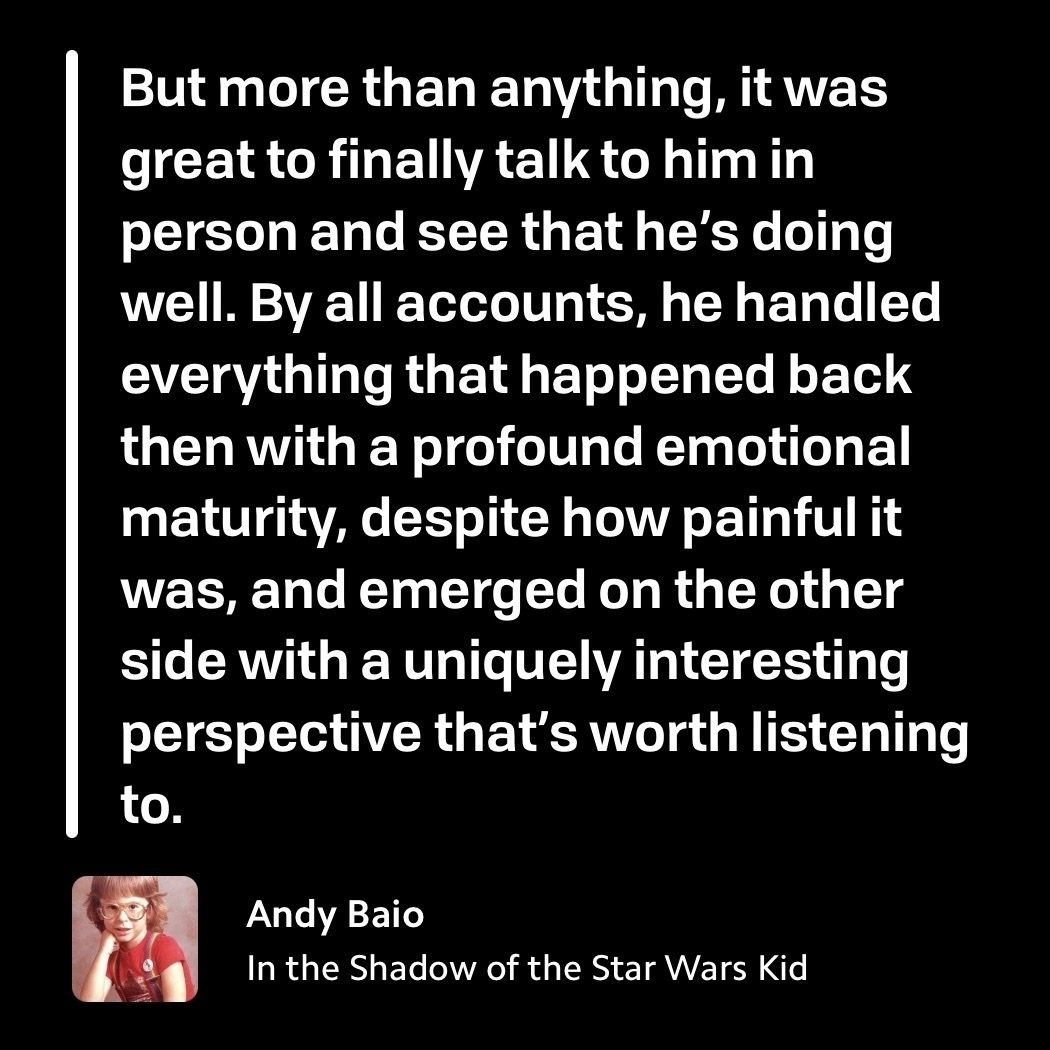 But more than anything, it was
great to finally talk to him in
person and see that he’s doing
well. By all accounts, he handled
everything that happened back
then with a profound emotional
maturity, despite how painful it
was, and emerged on the other
side with a uniquely interesting
perspective that’s worth listening
to.
Andy Baio
In the Shadow of the Star Wars Kid